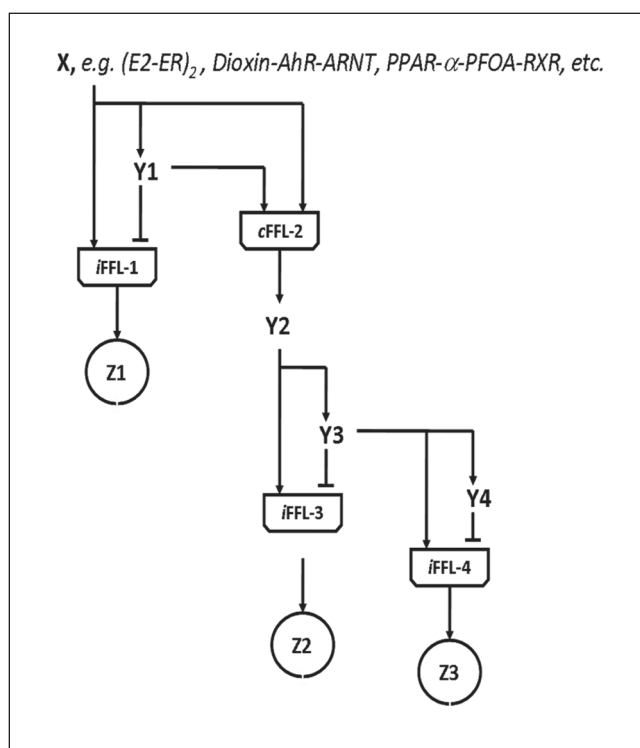 X, e.g. (E2-ER)2, Dioxin-AhR-ARNT, PPAR-α-PFOA-RXR, etc.
Y1
cFFL-2
iFFL-1
Y2
Z1
Y3
Y4
iFFL-3
iFFL-4
Z2
Z3